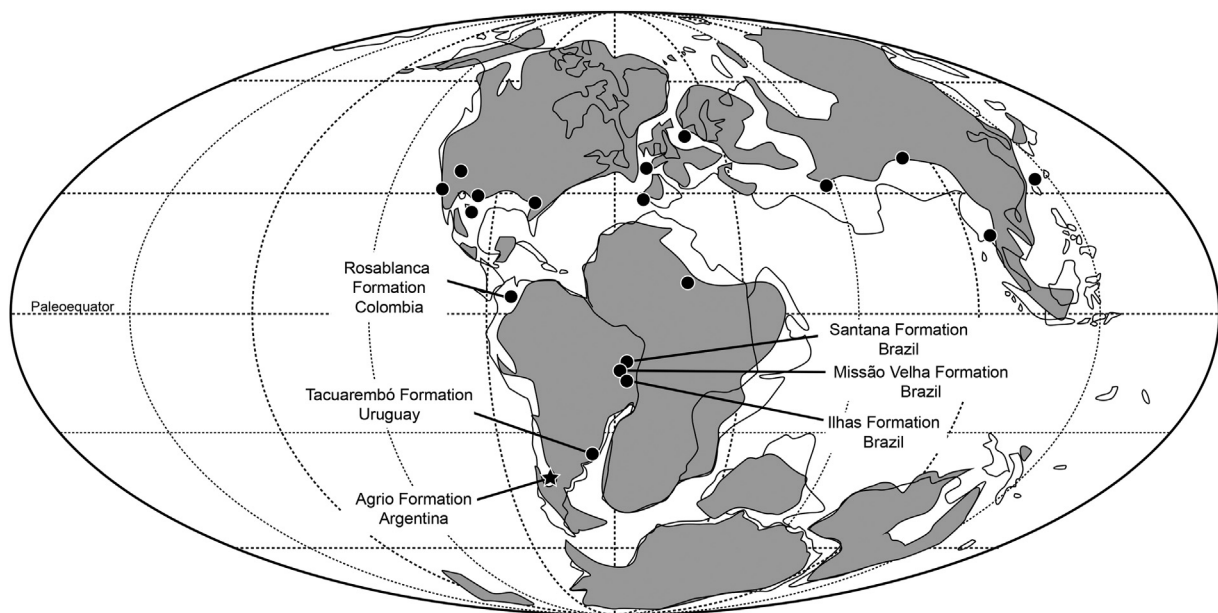 Rosablanca
Formation
Colombia
Paleoequator
Santana Formation
Brazil
Missão Velha Formation
Brazil
Tacuarembó Formation
Uruguay
Ilhas Formation
Brazil
Agrio Formation
Argentina